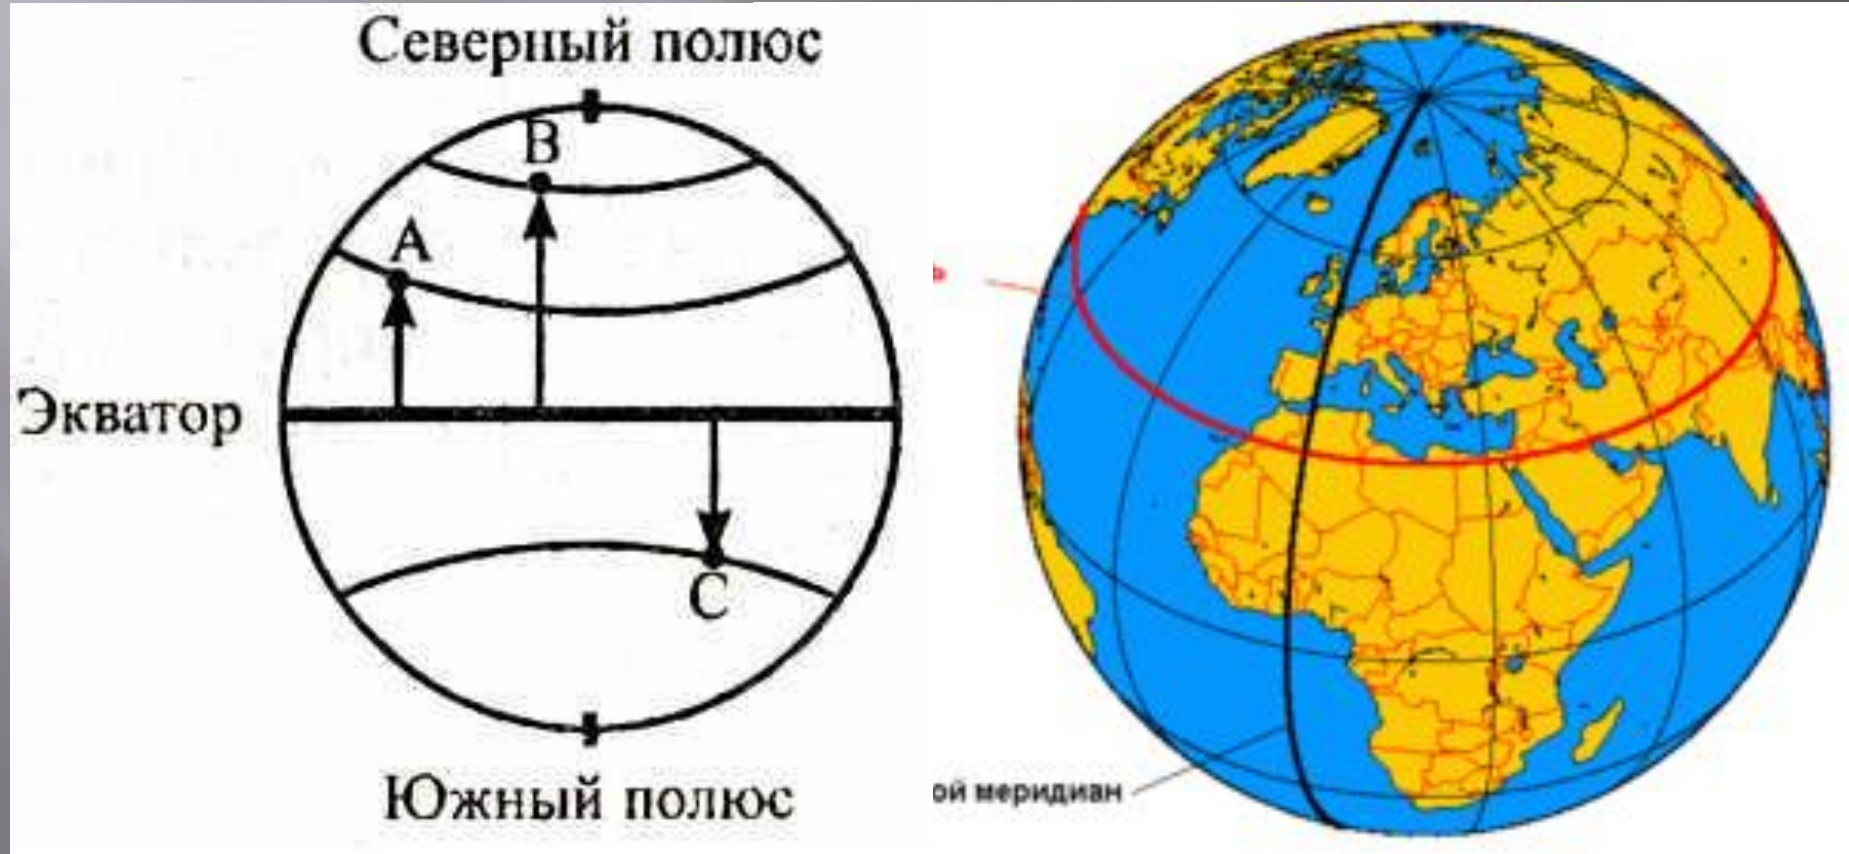 Северный полюс
В
А
Экватор
С
Южный полюс
ой меридиан